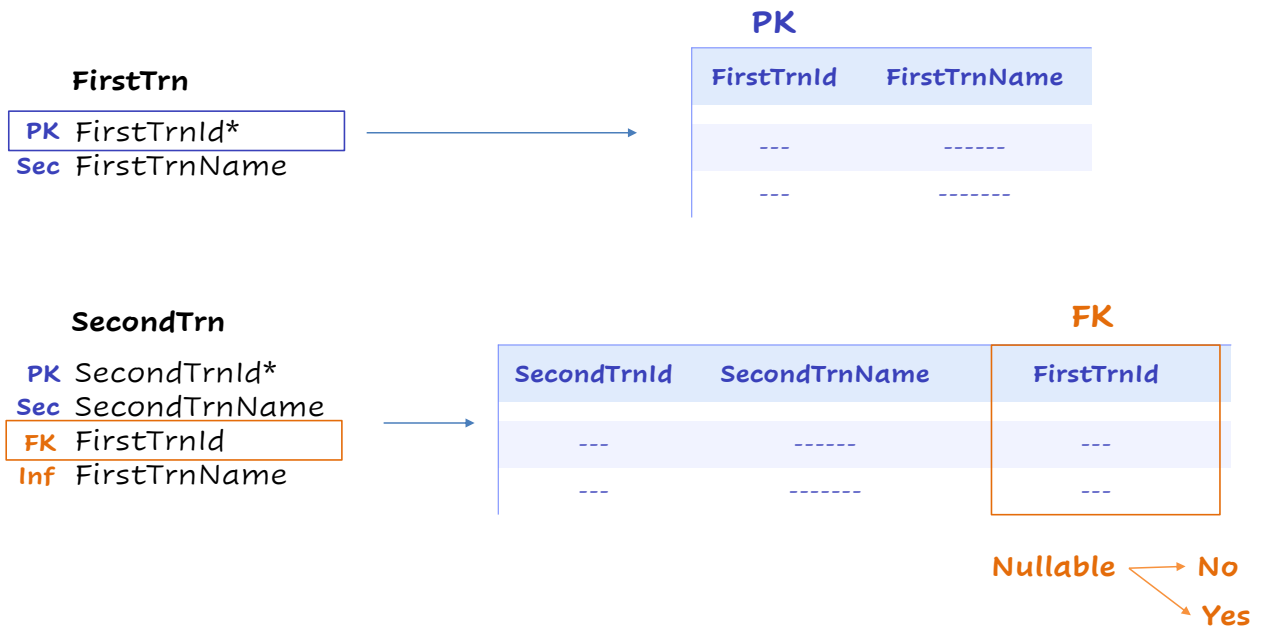 PK
FirstTrn
FirstTrnId FirstTrnName
PK FirstTrnId*
Sec FirstTrnName
--- ------
--- -------
SecondTrn
FK
PK SecondTrnId*
Sec SecondTrnName
FK FirstTrnId
Inf FirstTrnName
SecondTrnId SecondTrnName FirstTrnId
--- ------ ---
--- ------- ---
Nullable No
Yes